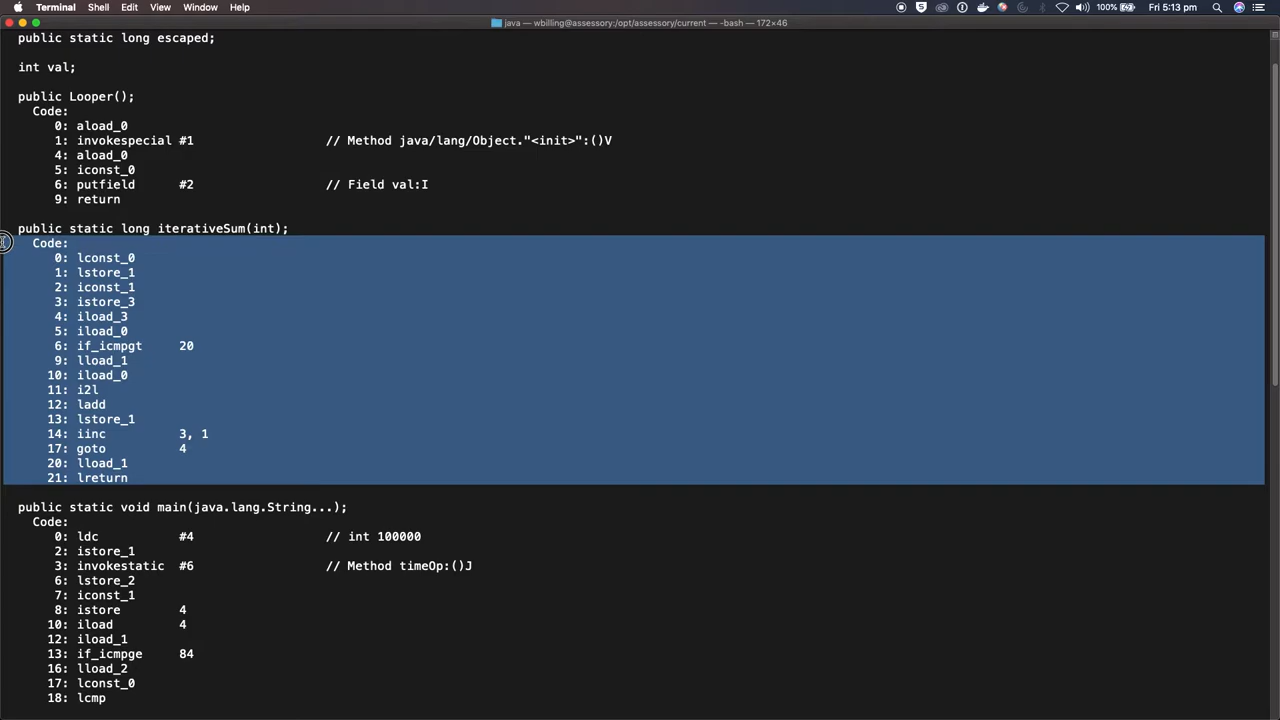 Terminal Shell Edit View Window Help 100% Fri 5:13 pm
java — wbilling@assessory:/opt/assessory/current — -bash — 172×46
public static long escaped;
int val;
public Looper();
Code:
0: aload_0
1: invokespecial #1 // Method java/lang/Object."<init>":()V
4: aload_0
5: iconst_0
6: putfield #2 // Field val:I
9: return
public static long iterativeSum(int);
Code:
0: lconst_0
1: lstore_1
2: iconst_1
3: istore_3
4: iload_3
5: iload_0
6: if_icmpgt 20
9: lload_1
10: iload_0
11: i2l
12: ladd
13: lstore_1
14: iinc 3, 1
17: goto 4
20: lload_1
21: lreturn
public static void main(java.lang.String...);
Code:
0: ldc #4 // int 100000
2: istore_1
3: invokestatic #6 // Method timeOp:()J
6: lstore_2
7: iconst_1
8: istore 4
10: iload 4
12: iload_1
13: if_icmpge 84
16: lload_2
17: lconst_0
18: lcmp